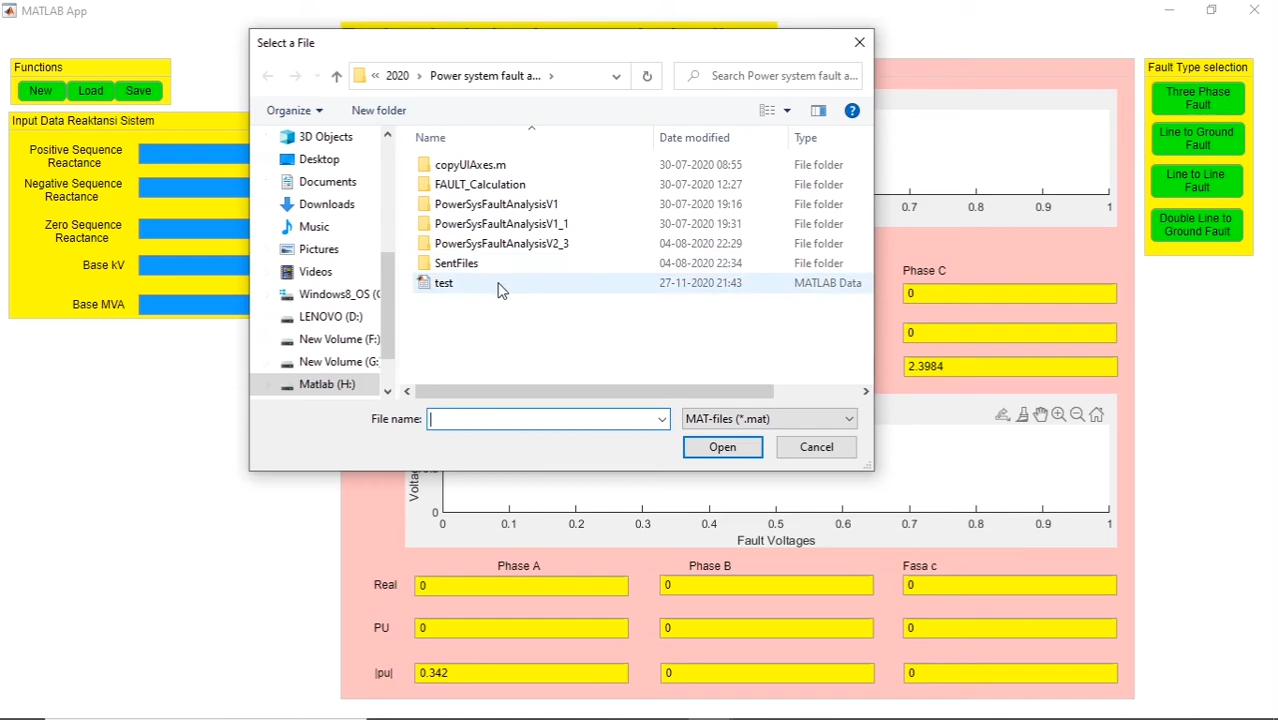 MATLAB App
Select a File
« 2020 > Power system fault a... >
Search Power system fault a...
Organize
New folder
Name
Date modified
Type
3D Objects
Desktop
Documents
Downloads
Music
Pictures
Videos
Windows8_OS (C
LENOVO (D:)
New Volume (F:)
New Volume (G:
Matlab (H:)
copyUIAxes.m 30-07-2020 08:55 File folder
FAULT_Calculation 30-07-2020 12:27 File folder
PowerSysFaultAnalysisV1 30-07-2020 19:16 File folder
PowerSysFaultAnalysisV1_1 30-07-2020 19:31 File folder
PowerSysFaultAnalysisV2_3 04-08-2020 22:29 File folder
SentFiles 04-08-2020 22:34 File folder
test 27-11-2020 21:43 MATLAB Data
File name:
MAT-files (*.mat)
Open
Cancel
Functions
New
Load
Save
Input Data Reaktansi Sistem
Positive Sequence
Reactance
Negative Sequence
Reactance
Zero Sequence
Reactance
Base kV
Base MVA
Fault Type selection
Three Phase
Fault
Line to Ground
Fault
Line to Line
Fault
Double Line to
Ground Fault
0.7 0.8 0.9 1
Phase C
0
0
2.3984
0
0 0.1 0.2 0.3 0.4 0.5 0.6 0.7 0.8 0.9 1
Fault Voltages
Phase A
Phase B
Fasa c
Real 0 0 0
PU 0 0 0
|pu| 0.342 0 0